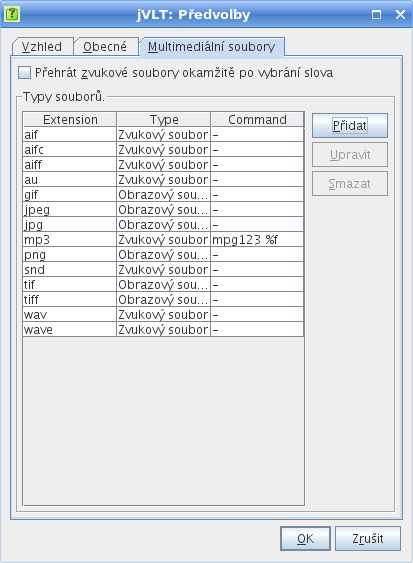 jVLT: Předvolby
Vzhled Obecné Multimediální soubory
Přehrát zvukové soubory okamžitě po vybrání slova
Typy souborů.
Extension Type Command
aif Zvukový soubor –
aifc Zvukový soubor –
aiff Zvukový soubor –
au Zvukový soubor –
gif Obrazový sou... –
jpeg Obrazový sou... –
jpg Obrazový sou... –
mp3 Zvukový soubor mpg123 %f
png Obrazový sou... –
snd Zvukový soubor –
tif Obrazový sou... –
tiff Obrazový sou... –
wav Zvukový soubor –
wave Zvukový soubor –
Přidat
Upravit
Smazat
OK Zrušit